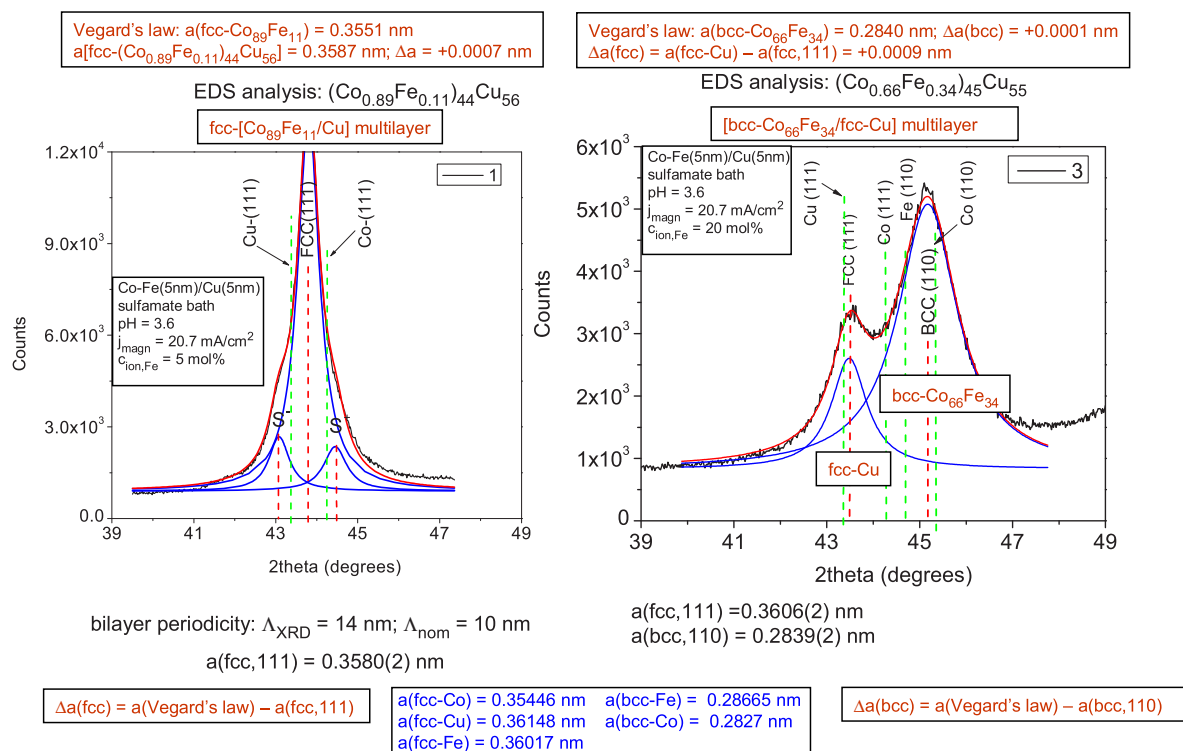 Vegard's law: a(fcc-Co89Fe11) = 0.3551 nm
a[fcc-(Co0.89Fe0.11)44Cu56] = 0.3587 nm; Δa = +0.0007 nm
Vegard's law: a(bcc-Co66Fe34) = 0.2840 nm; Δa(bcc) = +0.0001 nm
Δa(fcc) = a(fcc-Cu) – a(fcc,111) = +0.0009 nm
EDS analysis: (Co0.89Fe0.11)44Cu56
EDS analysis: (Co0.66Fe0.34)45Cu55
fcc-[Co89Fe11/Cu] multilayer
[bcc-Co66Fe34/fcc-Cu] multilayer
1.2x10^4
9.0x10^3
6.0x10^3
3.0x10^3
0.0
Counts
39
41
43
45
47
49
2theta (degrees)
1
Cu-(111)
FCC(111)
Co-(111)
Co-Fe(5nm)/Cu(5nm)
sulfamate bath
pH = 3.6
jmagn = 20.7 mA/cm²
cion,Fe = 5 mol%
S-
S+
6x10^3
5x10^3
4x10^3
3x10^3
2x10^3
1x10^3
0
Counts
39
41
43
45
47
49
2theta (degrees)
3
Co-Fe(5nm)/Cu(5nm)
sulfamate bath
pH = 3.6
jmagn = 20.7 mA/cm²
cion,Fe = 20 mol%
Cu (111)
FCC (111)
Co (111)
Fe (110)
BCC (110)
Co (110)
bcc-Co66Fe34
fcc-Cu
bilayer periodicity: ΛXRD = 14 nm; Λnom = 10 nm
a(fcc,111) = 0.3580(2) nm
a(fcc,111) =0.3606(2) nm
a(bcc,110) = 0.2839(2) nm
Δa(fcc) = a(Vegard's law) – a(fcc,111)
a(fcc-Co) = 0.35446 nm a(bcc-Fe) = 0.28665 nm
a(fcc-Cu) = 0.36148 nm a(bcc-Co) = 0.2827 nm
a(fcc-Fe) = 0.36017 nm
Δa(bcc) = a(Vegard's law) – a(bcc,110)